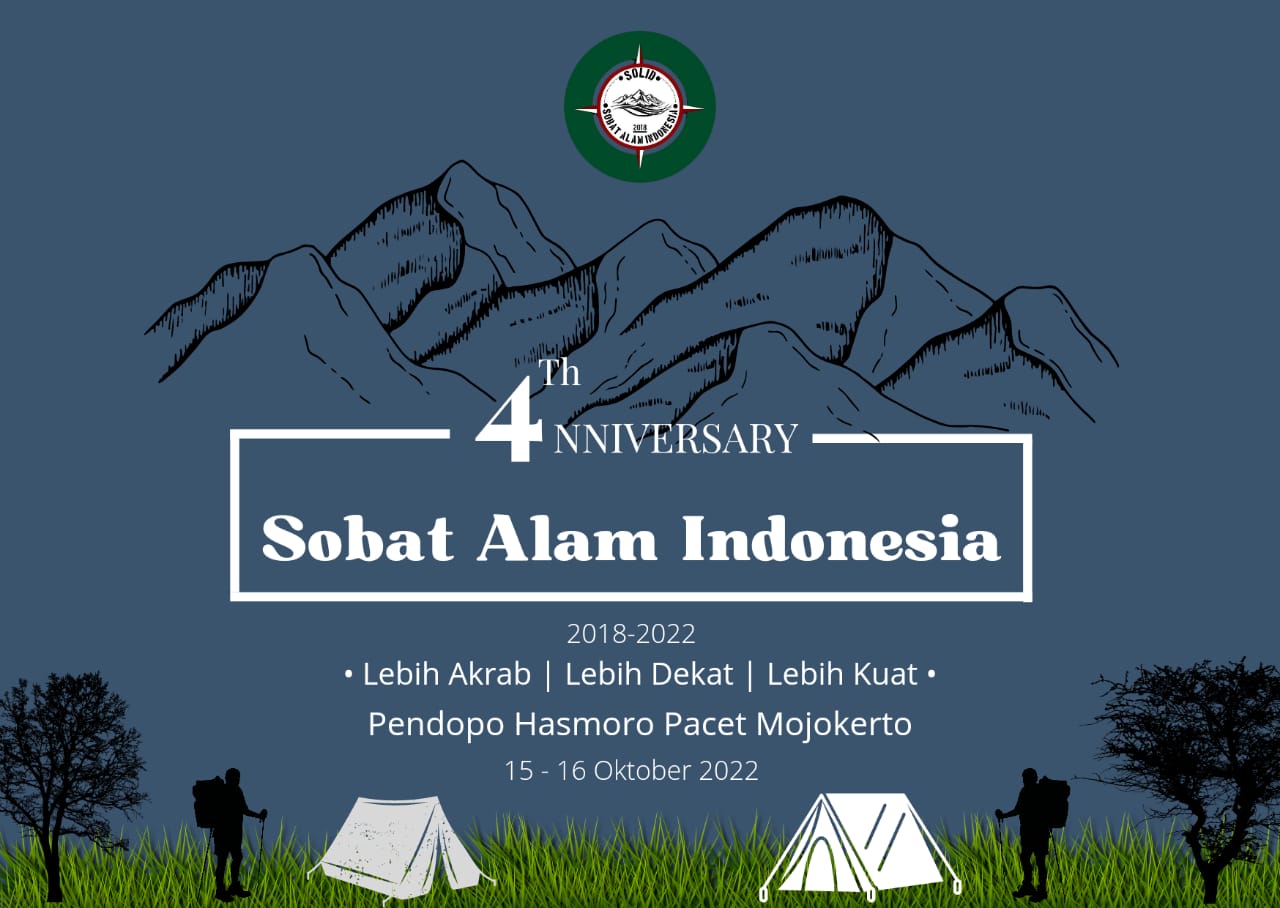 • SOLID •
2018
• SOBAT ALAM INDONESIA •
4Th
NNIVERSARY
Sobat Alam Indonesia
2018-2022
• Lebih Akrab | Lebih Dekat | Lebih Kuat •
Pendopo Hasmoro Pacet Mojokerto
15 - 16 Oktober 2022